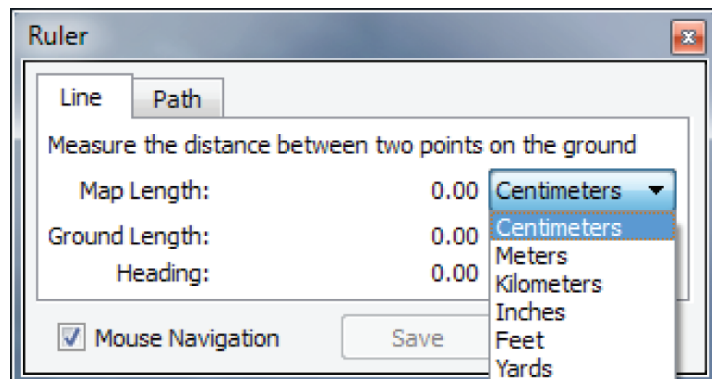 Ruler
Line Path
Measure the distance between two points on the ground
Map Length: 0.00 Centimeters
Ground Length: 0.00 Centimeters
Heading: 0.00 Meters
Kilometers
Inches
Mouse Navigation Save Feet
Yards